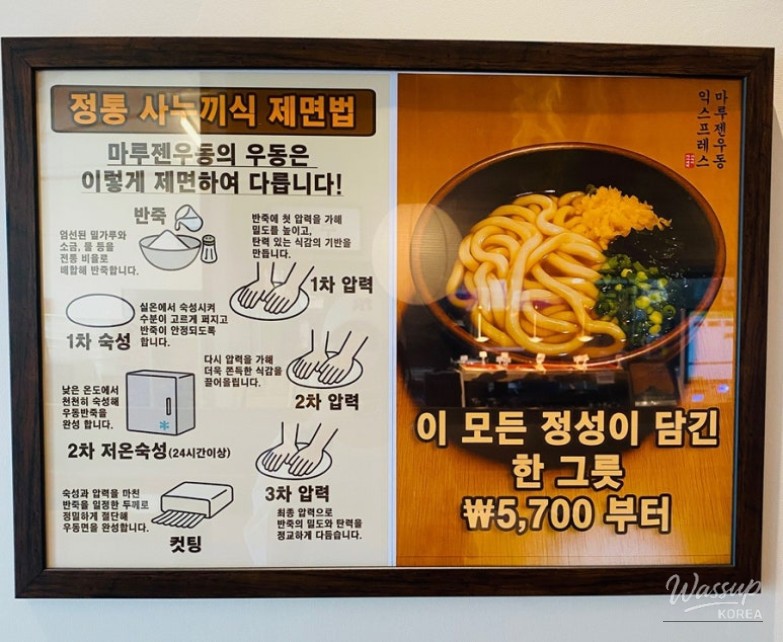 정통 사누끼식 제면법
마루젠우동의 우동은
이렇게 제면하여 다릅니다!
반죽
엄선된 밀가루와
소금, 물 등을
전통 비율로
배합해 반죽합니다.
반죽에 첫 압력을 가해
밀도를 높이고,
탄력 있는 식감의 기반을
만듭니다.
1차 압력
1차 숙성
실온에서 숙성시켜
수분이 고르게 퍼지고
반죽이 안정되도록
합니다.
다시 압력을 가해
더욱 쫀득한 식감을
끌어올립니다.
2차 압력
낮은 온도에서
천천히 숙성해
우동반죽을
완성 합니다.
2차 저온숙성(24시간이상)
3차 압력
최종 압력으로
반죽의 밀도와 탄력을
정교하게 다듬습니다.
숙성과 압력을 마친
반죽을 일정한 두께로
정밀하게 절단해
우동면을 완성합니다.
컷팅
마루젠우동
익스프레스
이 모든 정성이 담긴
한 그릇
₩5,700 부터
Wassup
KOREA